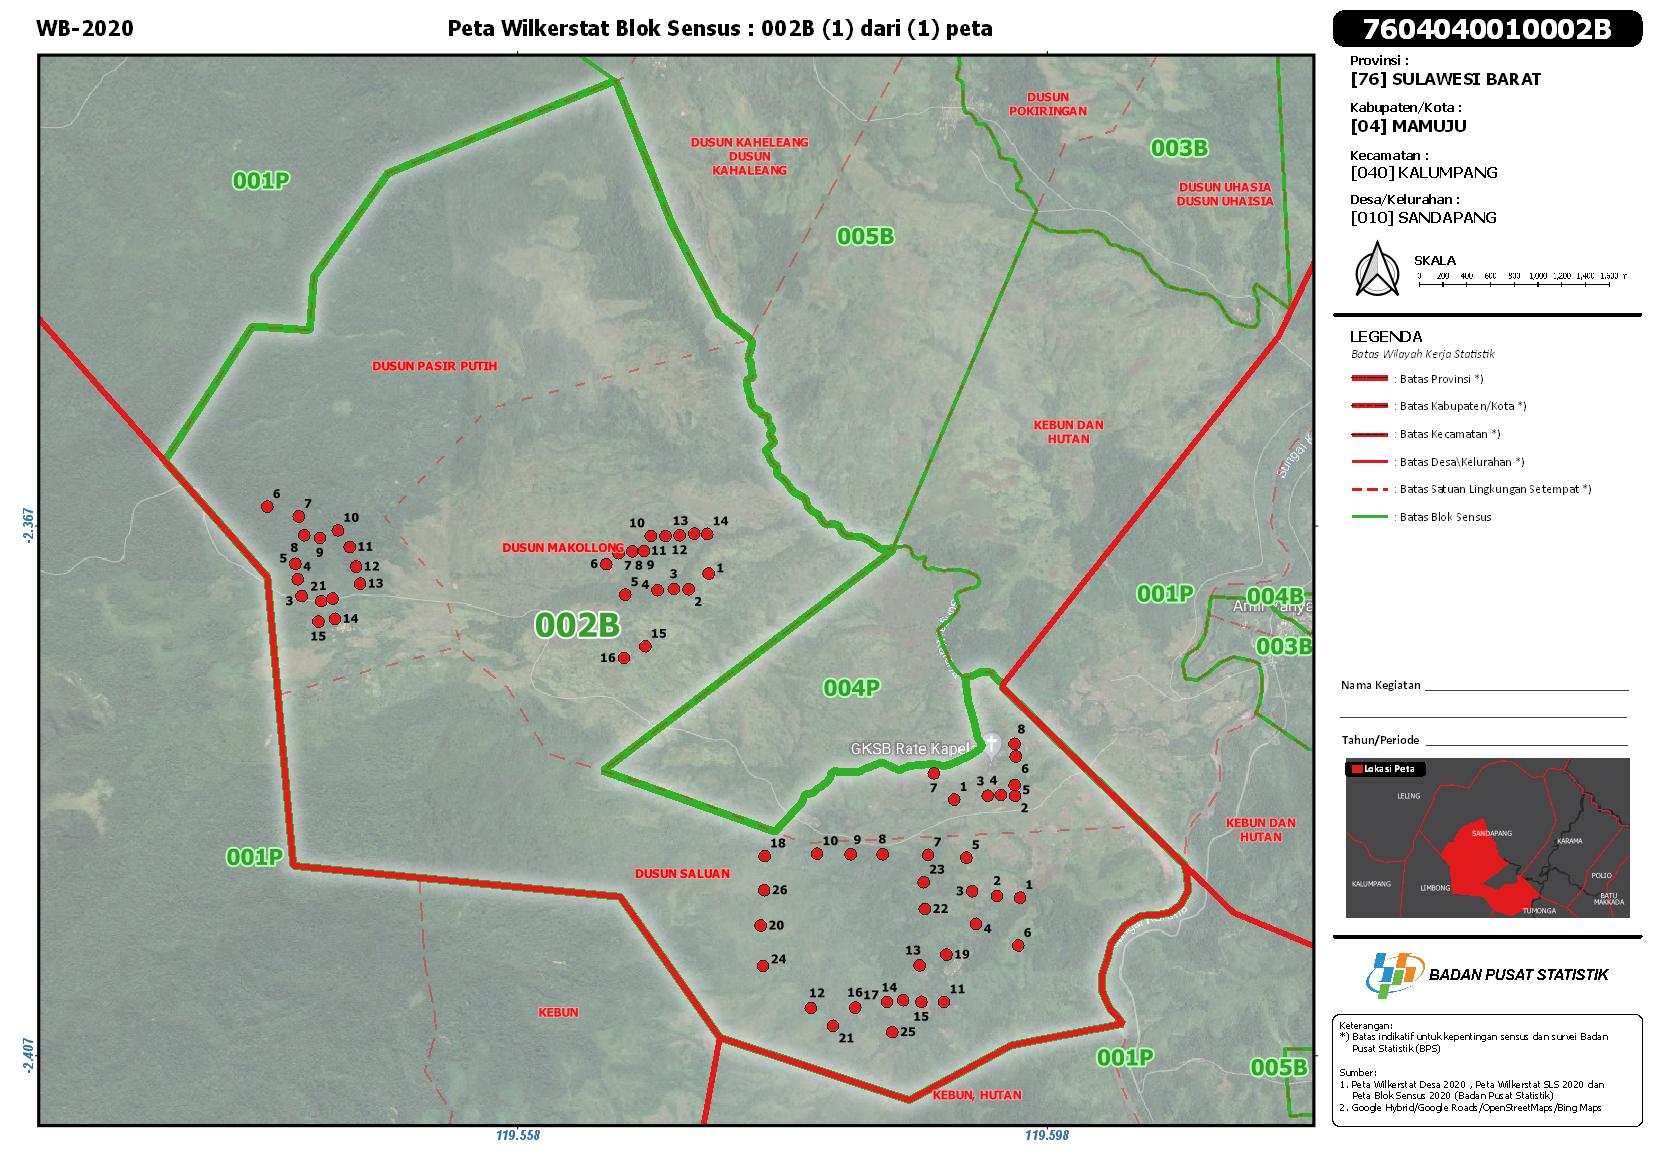 WB-2020
Peta Wilkerstat Blok Sensus : 002B (1) dari (1) peta
7604040010002B
Provinsi :
[76] SULAWESI BARAT
Kabupaten/Kota :
[04] MAMUJU
Kecamatan :
[040] KALUMPANG
Desa/Kelurahan :
[010] SANDAPANG
SKALA
0 200 400 600 800 1,000 1,200 1,400 1,600 m
LEGENDA
Batas Wilayah Kerja Statistik
: Batas Provinsi *)
: Batas Kabupaten/Kota *)
: Batas Kecamatan *)
: Batas Desa\Kelurahan *)
: Batas Satuan Lingkungan Setempat *)
: Batas Blok Sensus
Nama Kegiatan
Tahun/Periode
Lokasi Peta
LELING
SANDAPANG
KARAMA
KALUMPANG
LIMBONG
POLIO
BATU
MAKKADA
TUMONGA
BADAN PUSAT STATISTIK
Keterangan:
*) Batas indikatif untuk kepentingan sensus dan survei Badan
Pusat Statistik (BPS)
Sumber:
1. Peta Wilkerstat Desa 2020 , Peta Wilkerstat SLS 2020 dan
Peta Blok Sensus 2020 (Badan Pusat Statistik)
2. Google Hybrid/Google Roads/OpenStreetMaps/Bing Maps
DUSUN
POKIRINGAN
DUSUN KAHELEANG
DUSUN
KAHALEANG
003B
001P
DUSUN UHASIA
DUSUN UHAISIA
005B
DUSUN PASIR PUTIH
KEBUN DAN
HUTAN
Sungai K
6
7
10
8
9
11
5
4
12
13
21
3
14
15
10
13
14
DUSUN MAKOLLONG
11
12
6
7
8
9
1
5
4
3
2
002B
15
16
001P
004B
003B
004P
GKSB Rate Kapela
8
6
3
4
1
5
7
2
KEBUN DAN
HUTAN
001P
DUSUN SALUAN
18
10
9
8
7
5
23
26
3
2
1
22
20
4
6
24
13
19
12
16
17
14
11
15
21
25
KEBUN
001P
005B
KEBUN, HUTAN
-2.367
-2.407
119.558
119.598